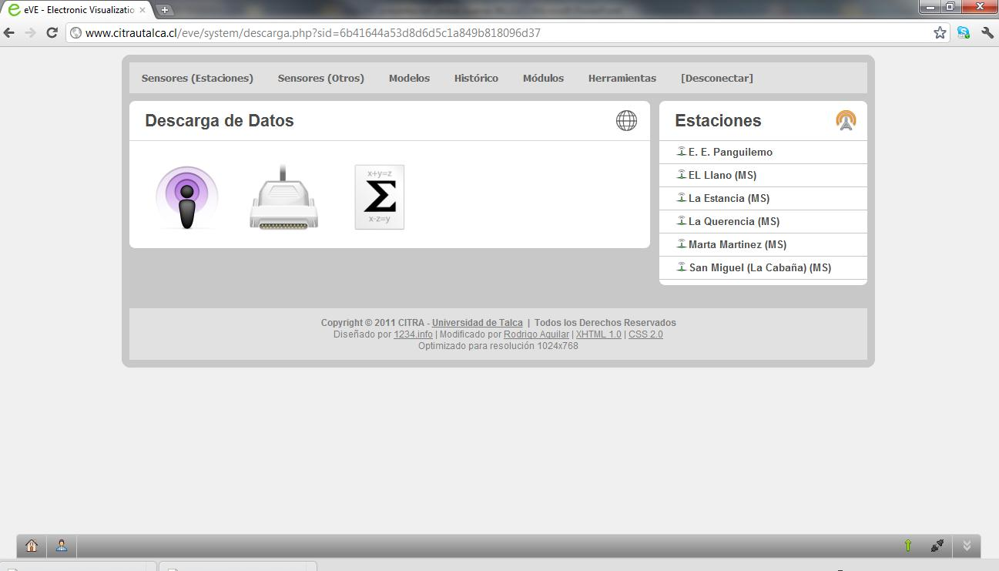 eVE - Electronic Visualizatio
www.citrautalca.cl/eve/system/descarga.php?sid=6b41644a53d8d6d5c1a849b818096d37
Sensores (Estaciones) Sensores (Otros) Modelos Histórico Módulos Herramientas [Desconectar]
Descarga de Datos
x+y=z
Σ
x-z=y
Estaciones
E. E. Panguilemo
EL Llano (MS)
La Estancia (MS)
La Querencia (MS)
Marta Martinez (MS)
San Miguel (La Cabaña) (MS)
Copyright © 2011 CITRA - Universidad de Talca | Todos los Derechos Reservados
Diseñado por 1234.info | Modificado por Rodrigo Aguilar | XHTML 1.0 | CSS 2.0
Optimizado para resolución 1024x768